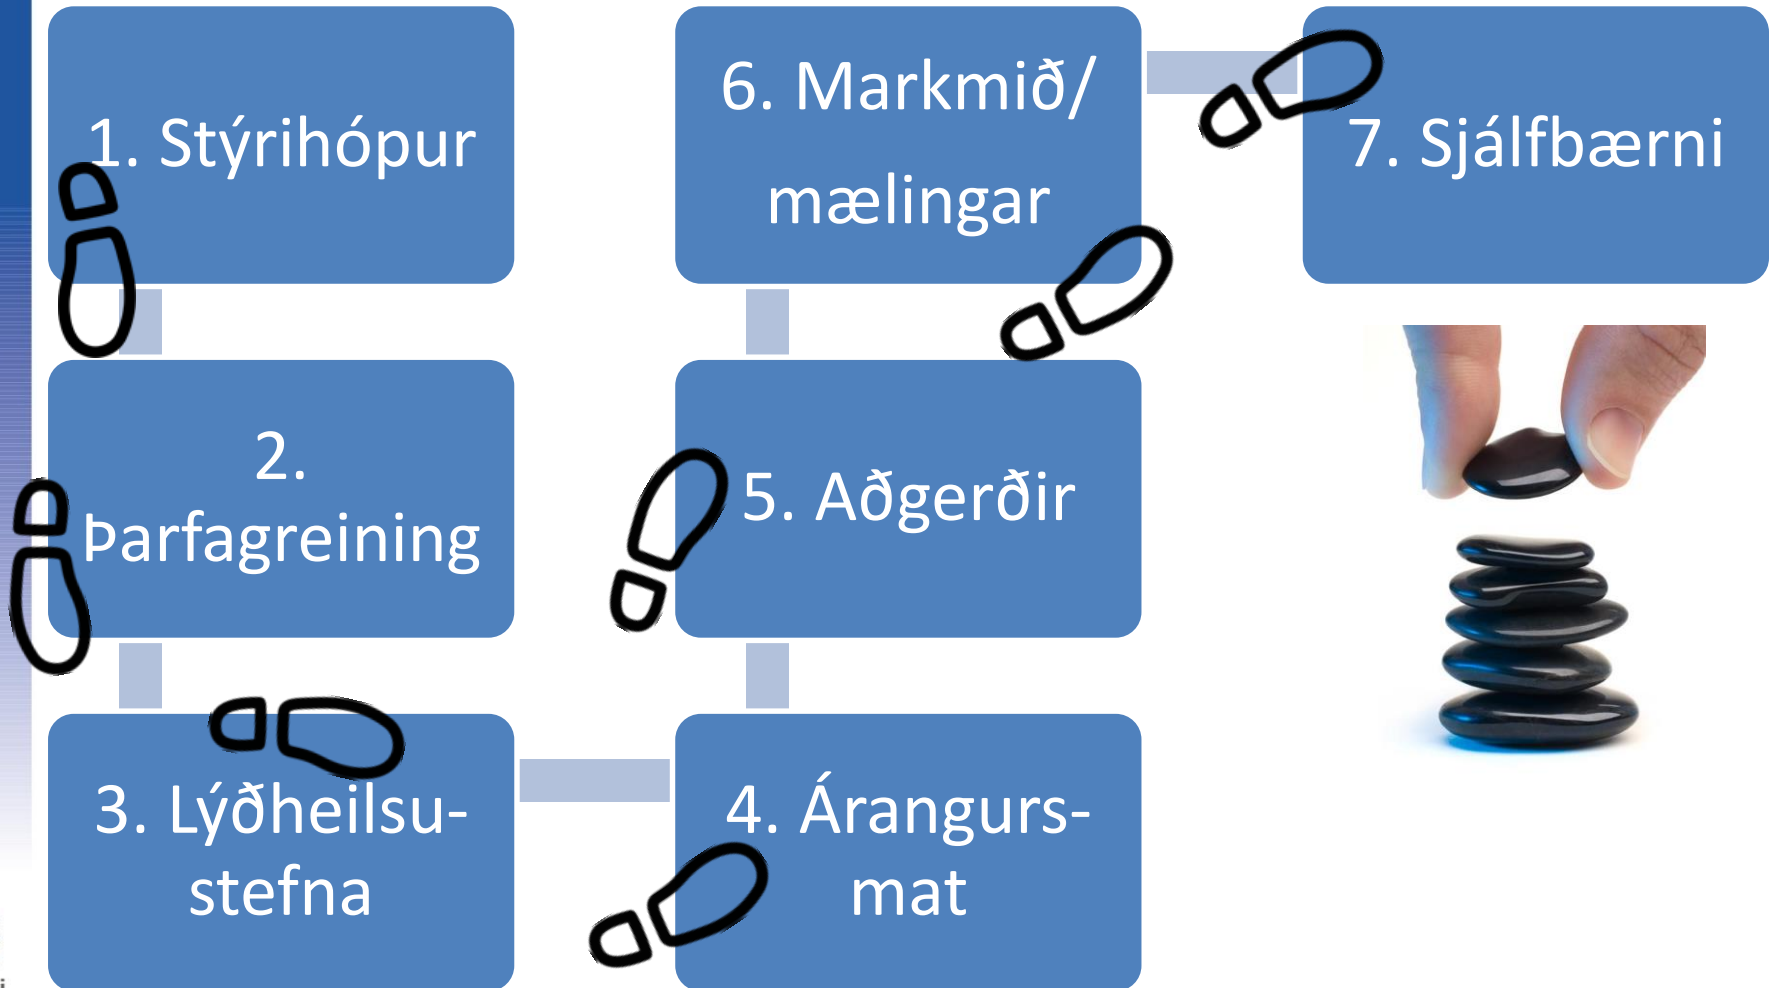 1. Stýrihópur
2.
Þarfagreining
3. Lýðheilsu-
stefna
4. Árangurs-
mat
5. Aðgerðir
6. Markmið/
mælingar
7. Sjálfbærni